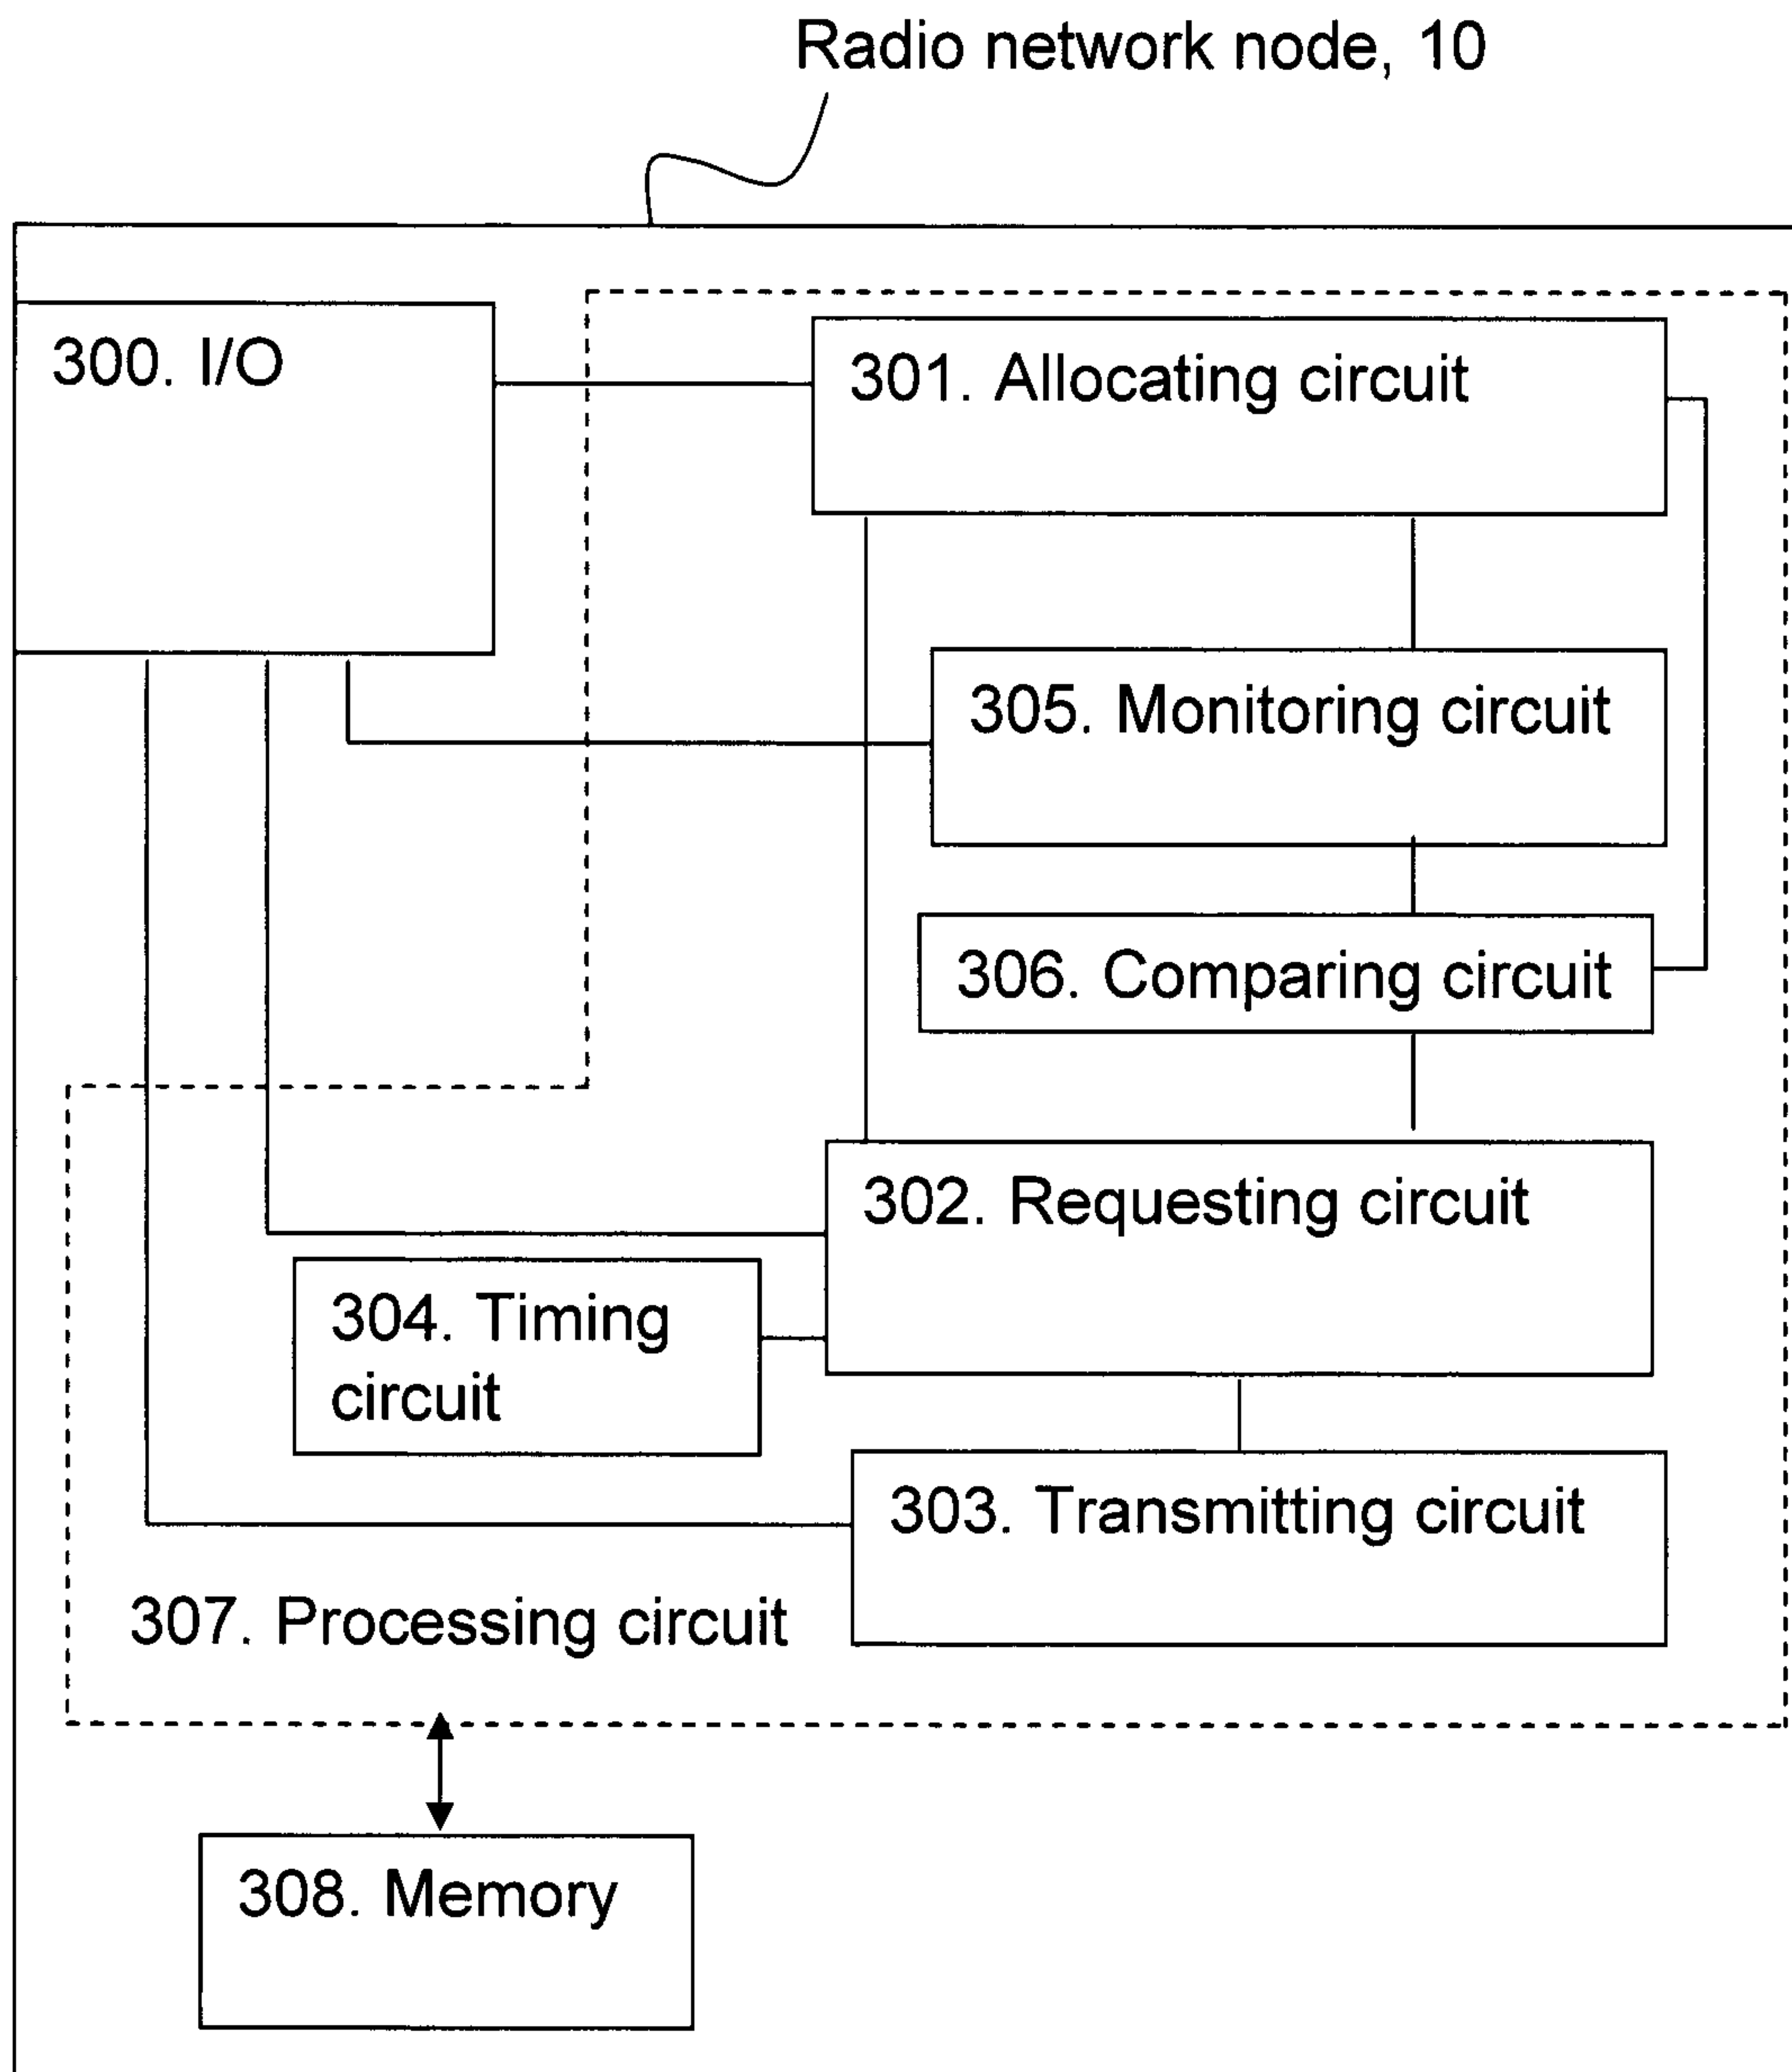 Radio network node, 10
300. I/O
301. Allocating circuit
305. Monitoring circuit
306. Comparing circuit
302. Requesting circuit
304. Timing
circuit
303. Transmitting circuit
307. Processing circuit
308. Memory